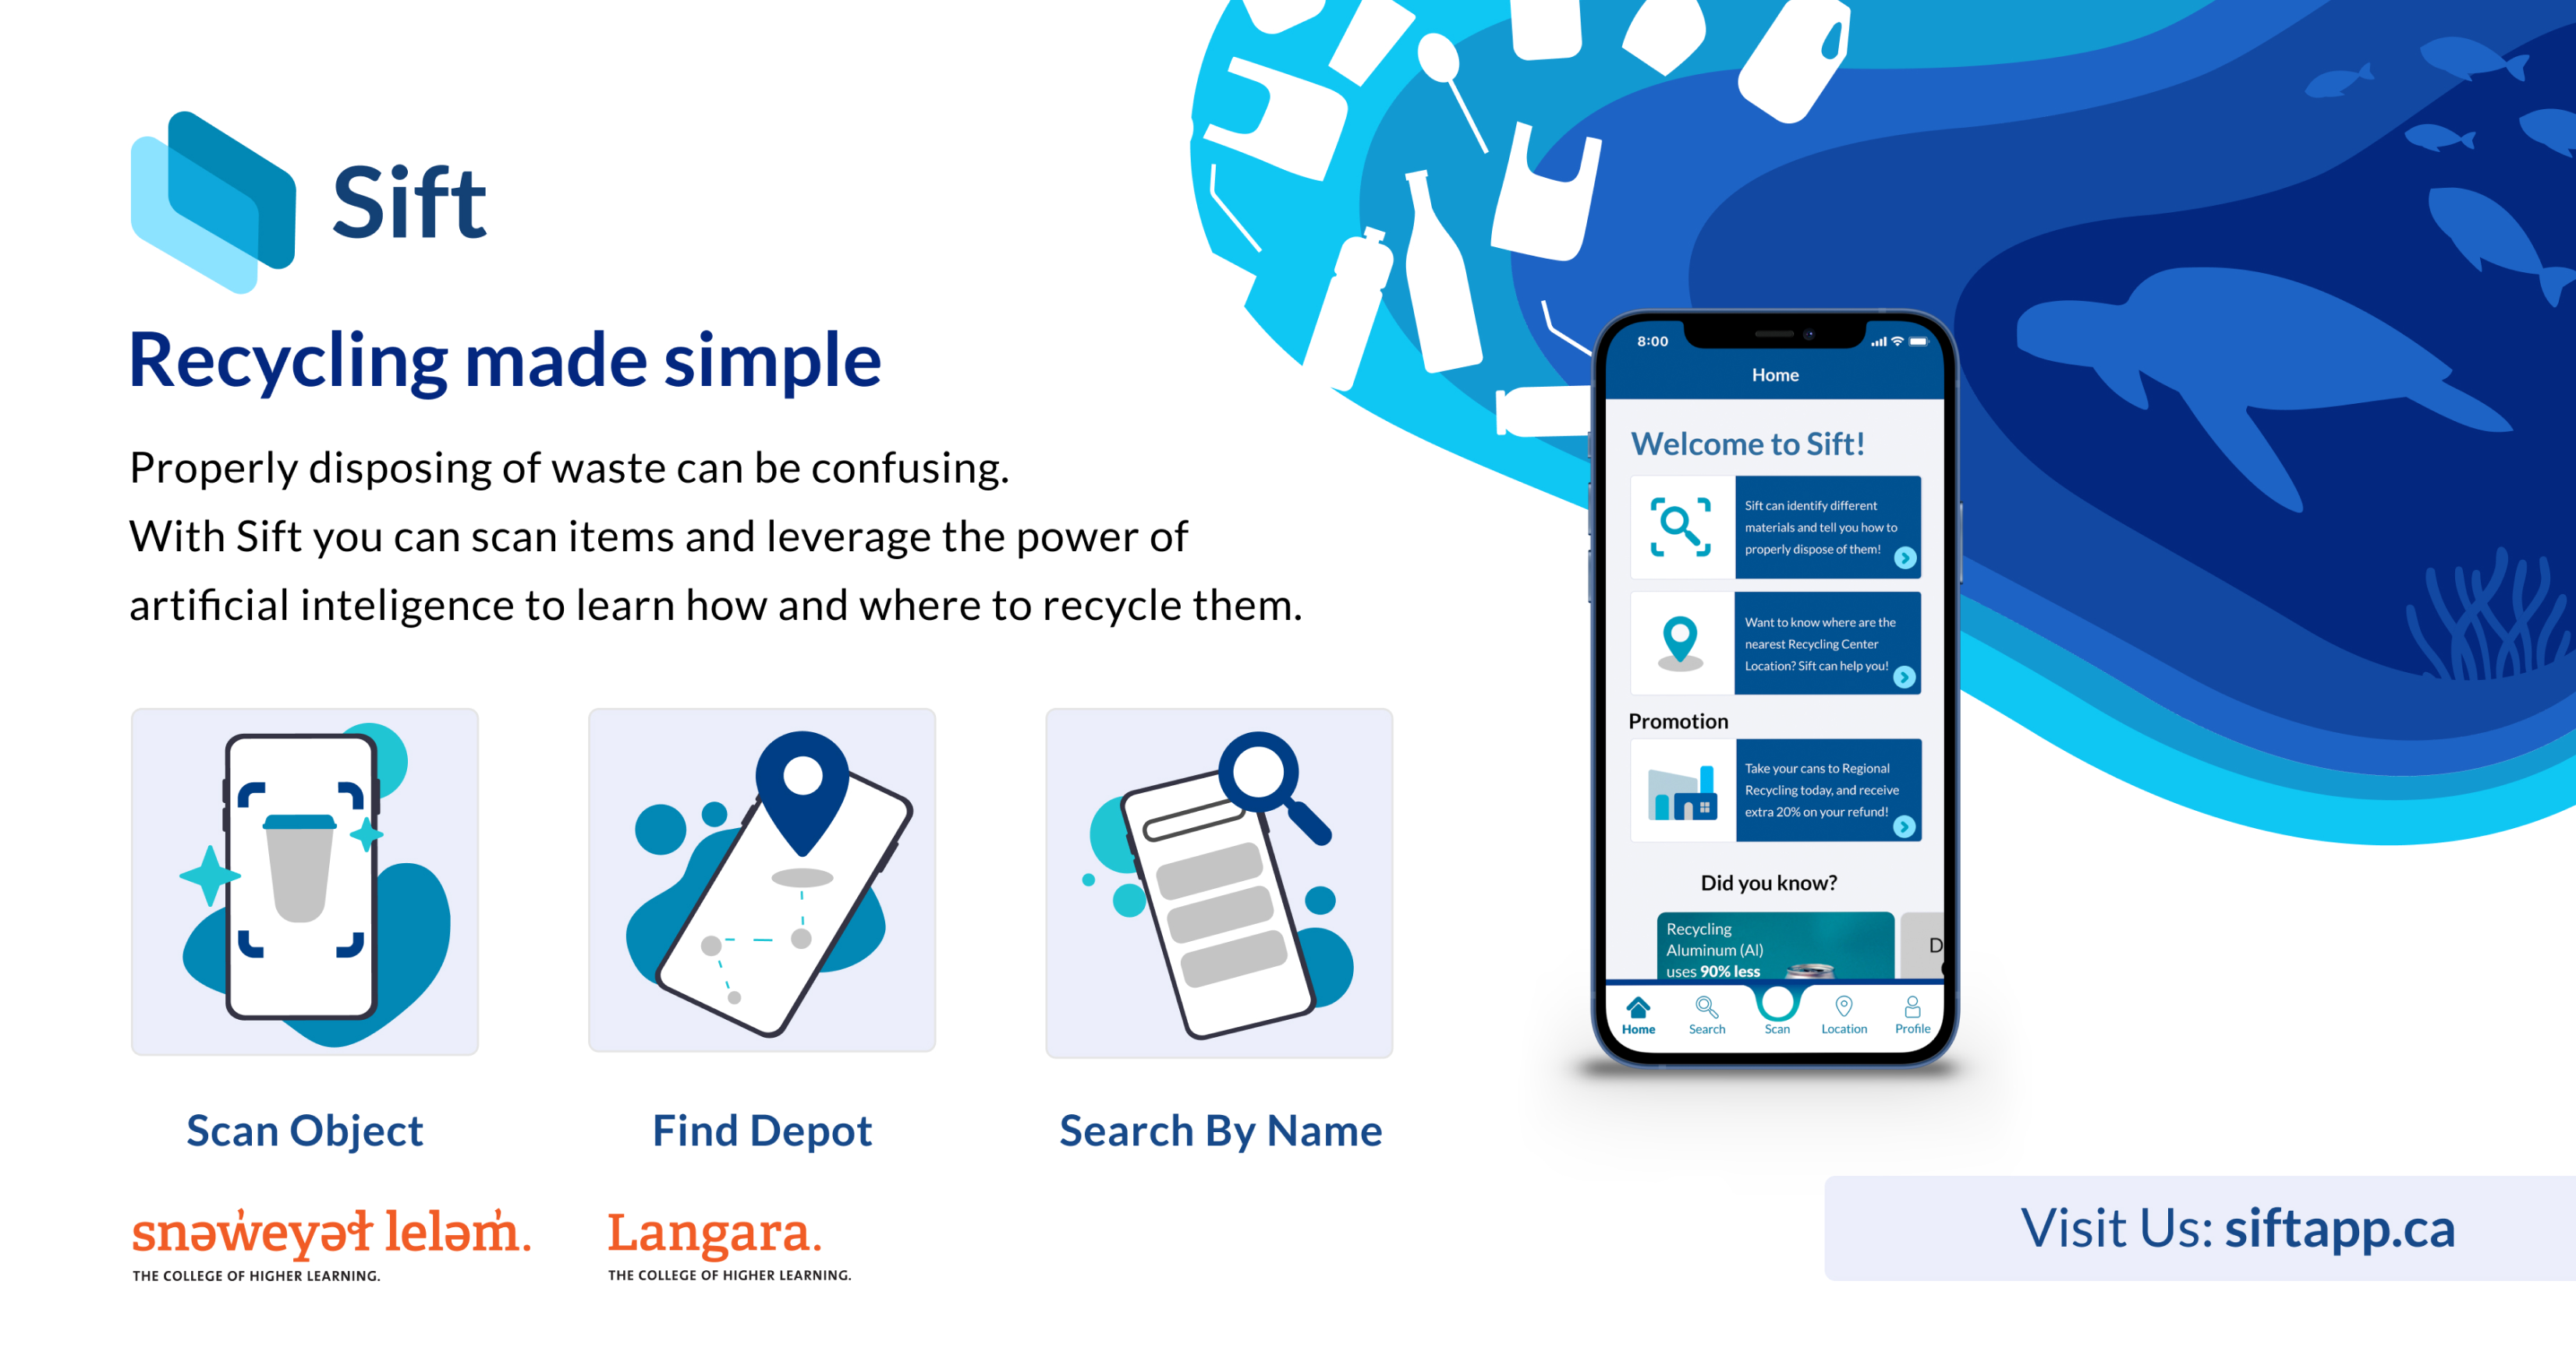 Sift
Recycling made simple
Properly disposing of waste can be confusing.
With Sift you can scan items and leverage the power of
artificial inteligence to learn how and where to recycle them.
Scan Object
Find Depot
Search By Name
snəw̓eyəɬ leləm̓.
THE COLLEGE OF HIGHER LEARNING.
Langara.
THE COLLEGE OF HIGHER LEARNING.
8:00
Home
Welcome to Sift!
Sift can identify different
materials and tell you how to
properly dispose of them!
Want to know where are the
nearest Recycling Center
Location? Sift can help you!
Promotion
Take your cans to Regional
Recycling today, and receive
extra 20% on your refund!
Did you know?
Recycling
Aluminum (Al)
uses 90% less
D
Home
Search
Scan
Location
Profile
Visit Us: siftapp.ca